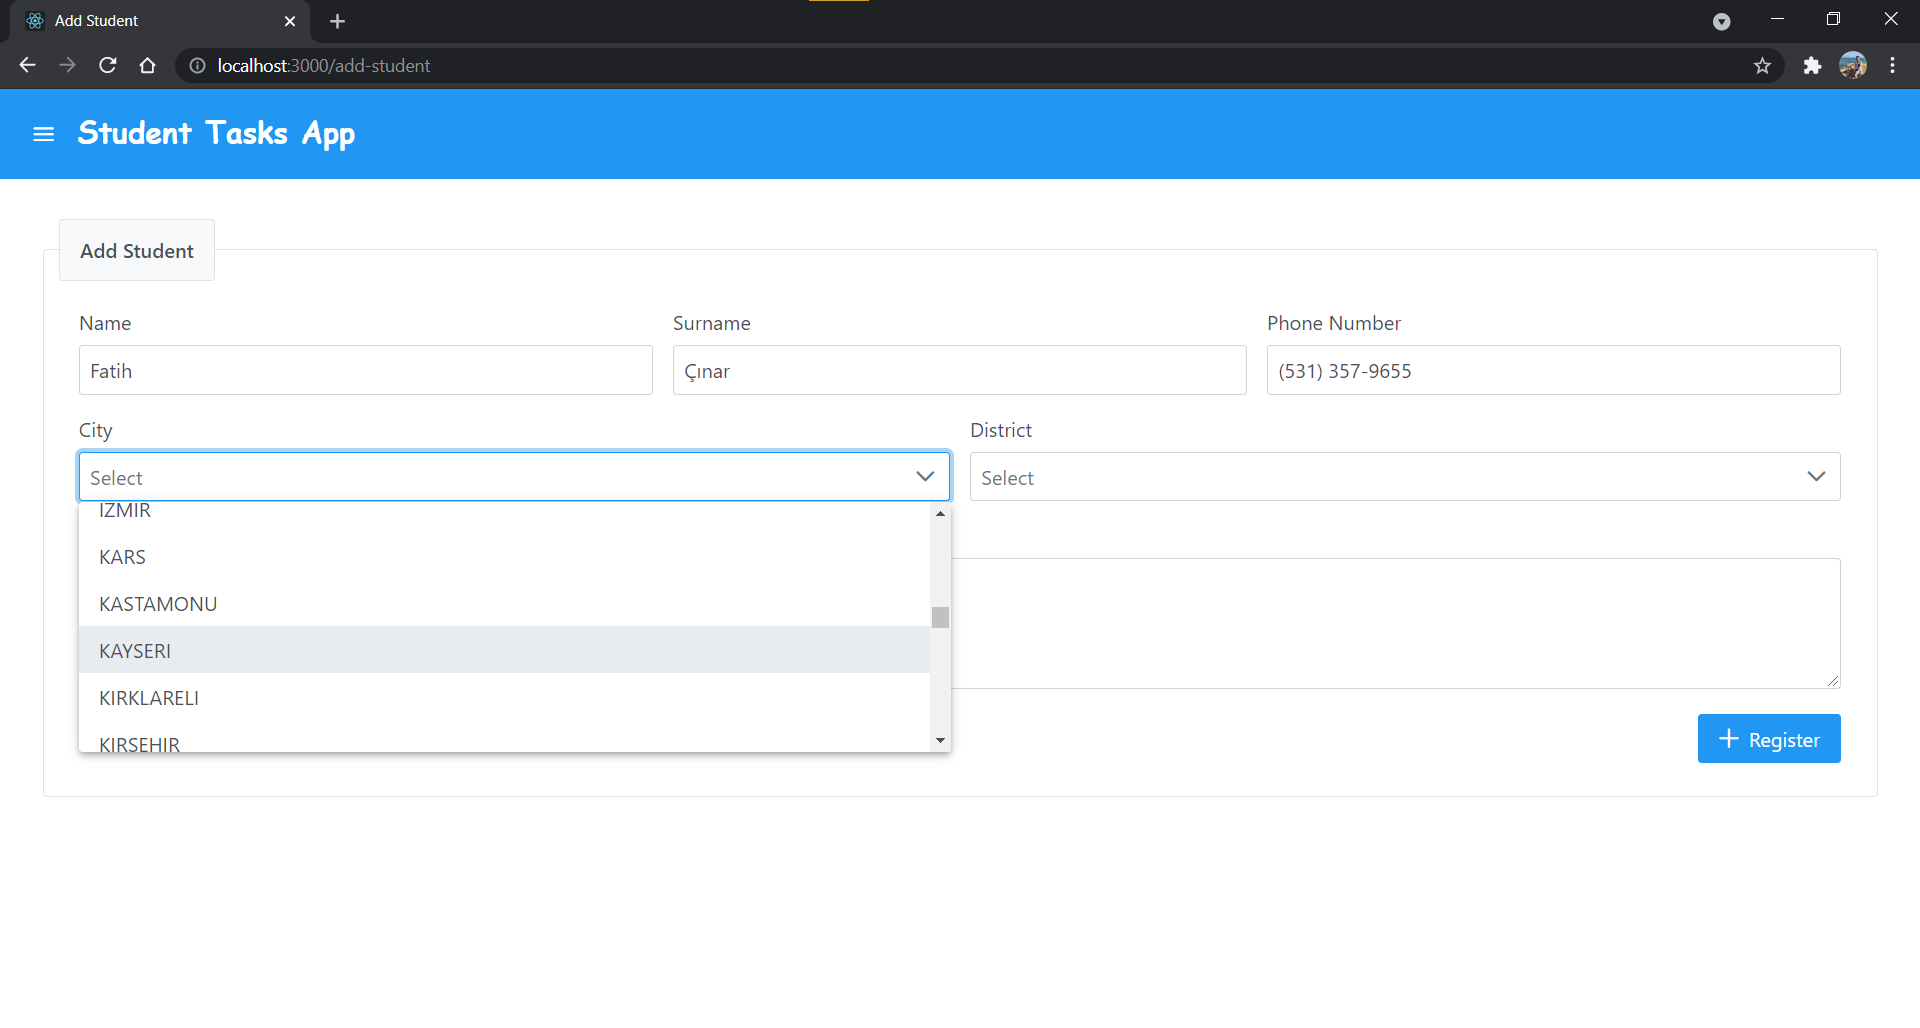 Add Student
localhost:3000/add-student
Student Tasks App
Add Student
Name
Surname
Phone Number
Fatih
Çınar
(531) 357-9655
City
District
Select
Select
IZMIR
KARS
KASTAMONU
KAYSERI
KIRKLARELI
KIRSEHIR
Register